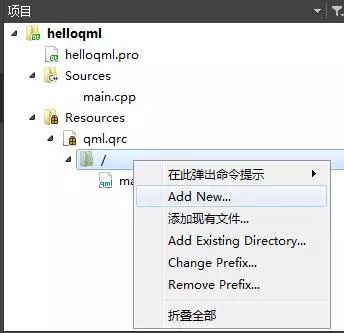 项目
helloqml
helloqml.pro
Sources
main.cpp
Resources
qml.qrc
/
在此弹出命令提示
Add New...
添加现有文件...
Add Existing Directory...
Change Prefix...
Remove Prefix...
折叠全部